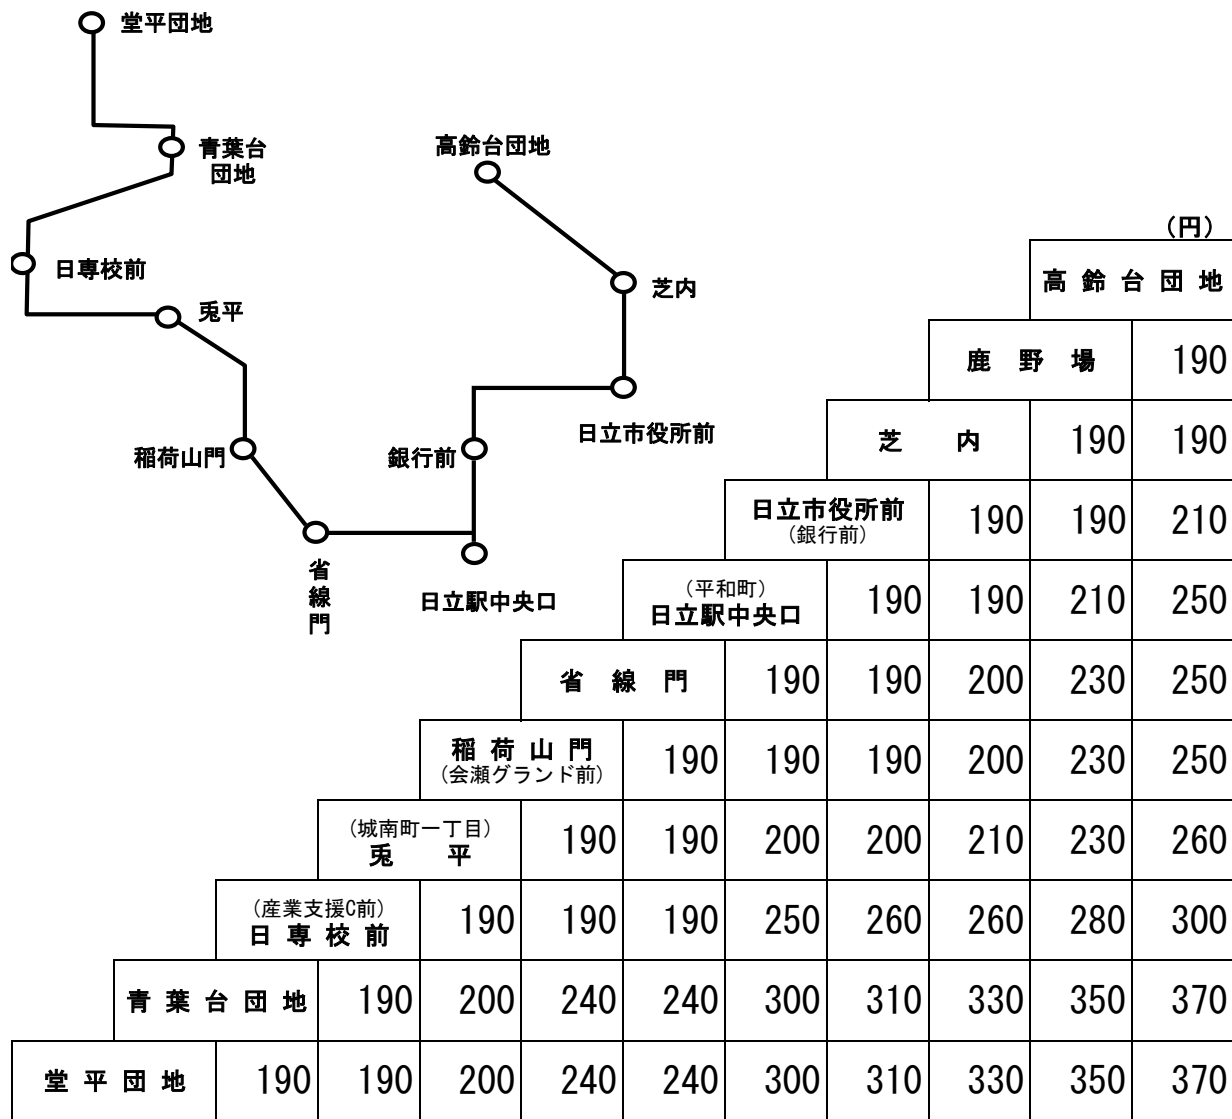 堂平団地
青葉台
団地
高鈴台団地
日専校前
兎平
芝内
稲荷山門
銀行前
日立市役所前
省線門
日立駅中央口
(円)
高鈴台団地
鹿野場 190
芝内 190 190
日立市役所前
(銀行前)
190 190 210
(平和町)
日立駅中央口
190 190 210 250
省線門 190 190 200 230 250
稲荷山門
(会瀬グランド前)
190 190 190 200 230 250
(城南町一丁目)
兎平
190 190 200 200 210 230 260
(産業支援C前)
日専校前
190 190 190 250 260 260 280 300
青葉台団地 190 200 240 240 300 310 330 350 370
堂平団地 190 190 200 240 240 300 310 330 350 370